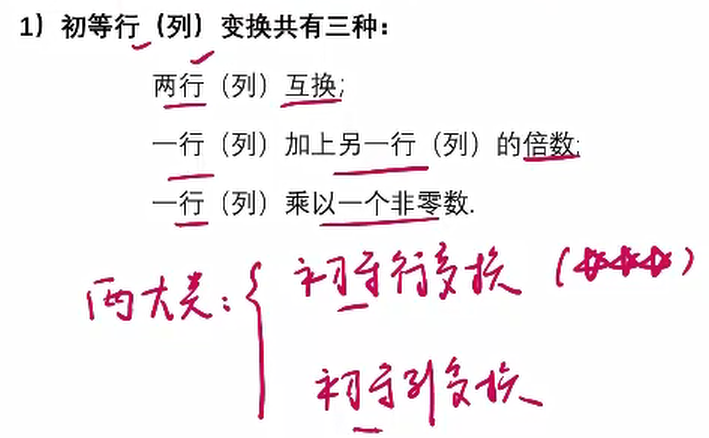 1）初等行（列）变换共有三种：
两行（列）互换;
一行（列）加上另一行（列）的倍数;
一行（列）乘以一个非零数.
两大类：{ 初等行变换（☆☆☆）
初等列变换